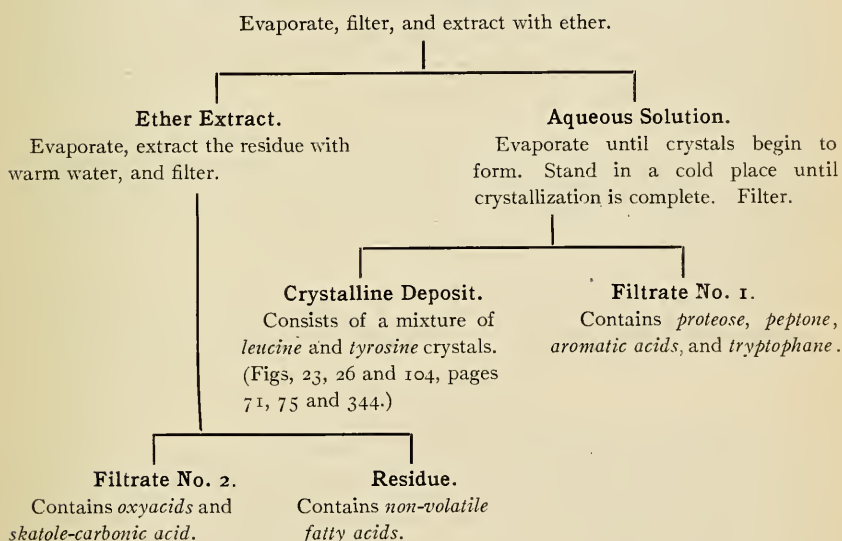 Evaporate, filter, and extract with ether.
Ether Extract.
Evaporate, extract the residue with
warm water, and filter.
Aqueous Solution.
Evaporate until crystals begin to
form. Stand in a cold place until
crystallization is complete. Filter.
Crystalline Deposit.
Consists of a mixture of
leucine and tyrosine crystals.
(Figs, 23, 26 and 104, pages
71, 75 and 344.)
Filtrate No. 1.
Contains proteose, peptone,
aromatic acids, and tryptophane.
Filtrate No. 2.
Contains oxyacids and
skatole-carbonic acid.
Residue.
Contains non-volatile
fatty acids.